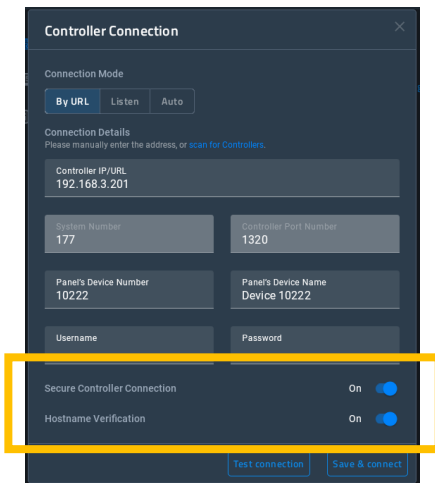 Controller Connection
Connection Mode
By URL Listen Auto
Connection Details
Please manually enter the address, or scan for Controllers.
Controller IP/URL
192.168.3.201
System Number Controller Port Number
177 1320
Panel's Device Number Panel's Device Name
10222 Device 10222
Username Password
Secure Controller Connection On
Hostname Verification On
Test connection Save & connect